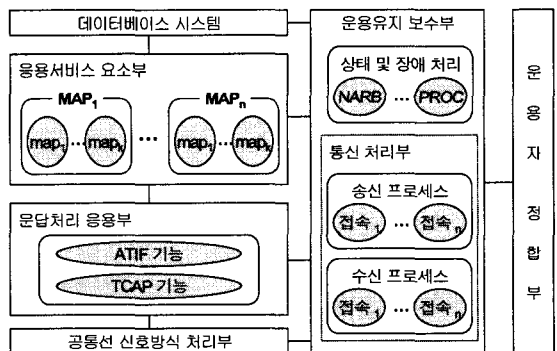 데이터베이스 시스템
응용서비스 요소부
MAP1
map1 ... mapk
...
MAPn
map1 ... mapk
문답처리 응용부
ATIF 기능
TCAP 기능
공통선 신호방식 처리부
운용유지 보수부
상태 및 장애 처리
NARB ... PROC
통신 처리부
송신 프로세스
접속1 ... 접속n
수신 프로세스
접속1 ... 접속n
운용자 정합부